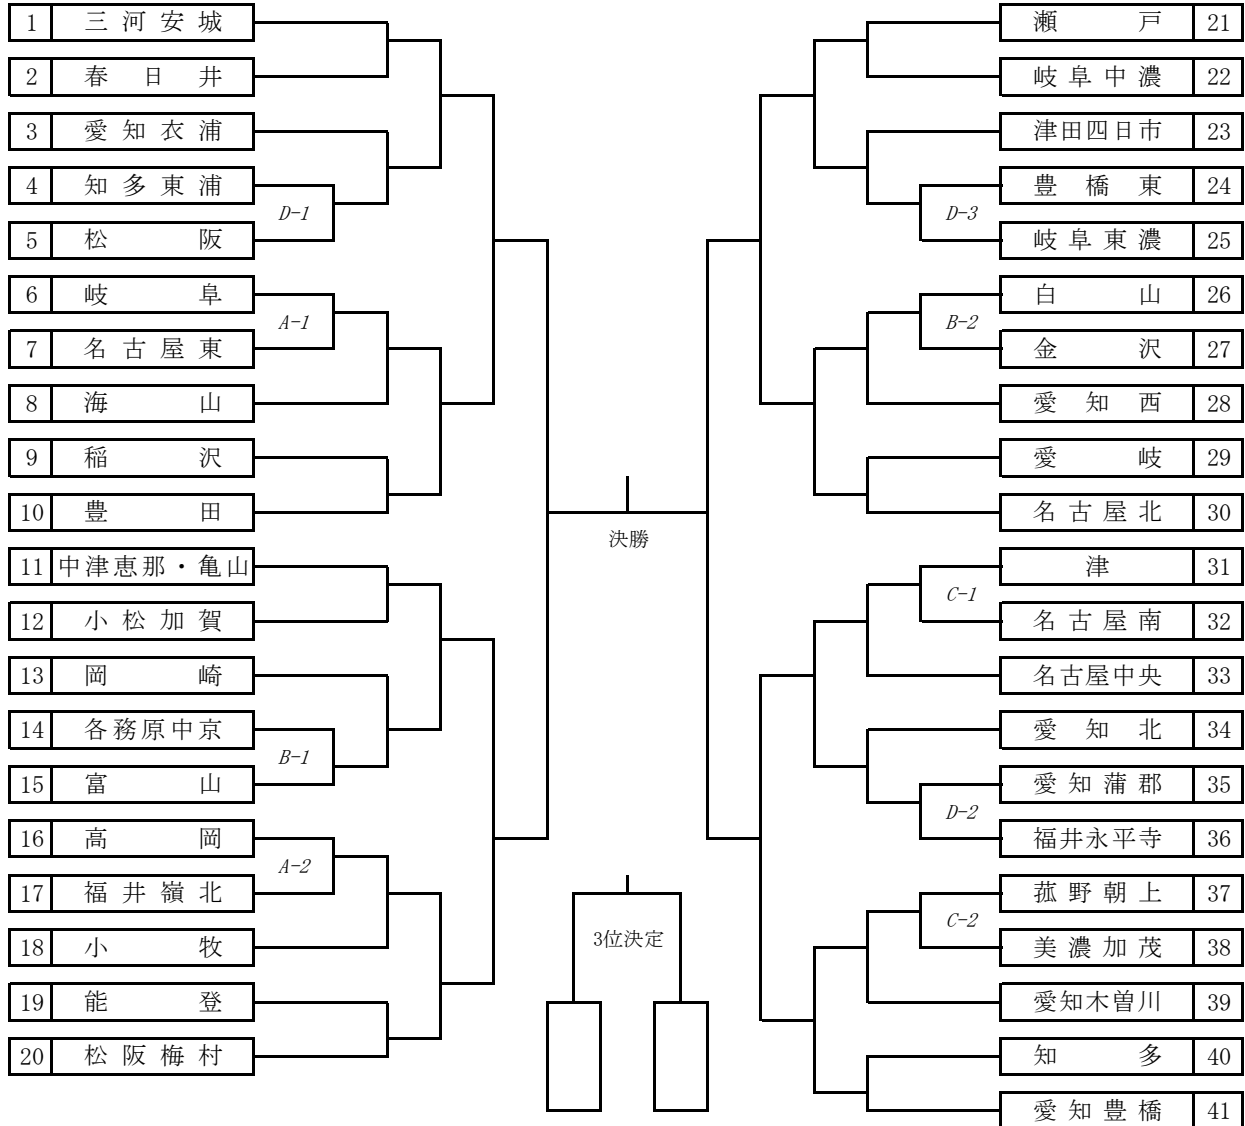 1 三河安城
2 春日井
3 愛知衣浦
4 知多東浦
D-1
5 松阪
6 岐阜
A-1
7 名古屋東
8 海山
9 稲沢
10 豊田
11 中津恵那・亀山
12 小松加賀
13 岡崎
14 各務原中京
B-1
15 富山
16 高岡
A-2
17 福井嶺北
18 小牧
19 能登
20 松阪梅村
決勝
3位決定
瀬戸 21
岐阜中濃 22
津田四日市 23
豊橋東 24
D-3
岐阜東濃 25
白山 26
B-2
金沢 27
愛知西 28
愛岐 29
名古屋北 30
津 31
C-1
名古屋南 32
名古屋中央 33
愛知北 34
愛知蒲郡 35
D-2
福井永平寺 36
菰野朝上 37
C-2
美濃加茂 38
愛知木曽川 39
知多 40
愛知豊橋 41